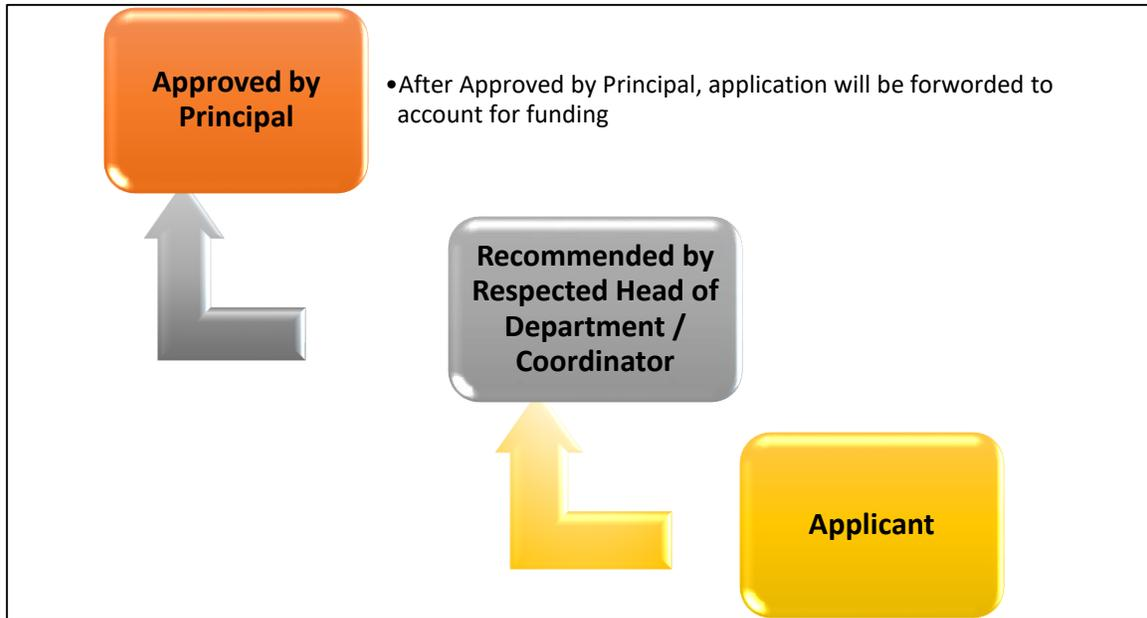 Approved by
Principal
•After Approved by Principal, application will be forworded to
account for funding
Recommended by
Respected Head of
Department /
Coordinator
Applicant